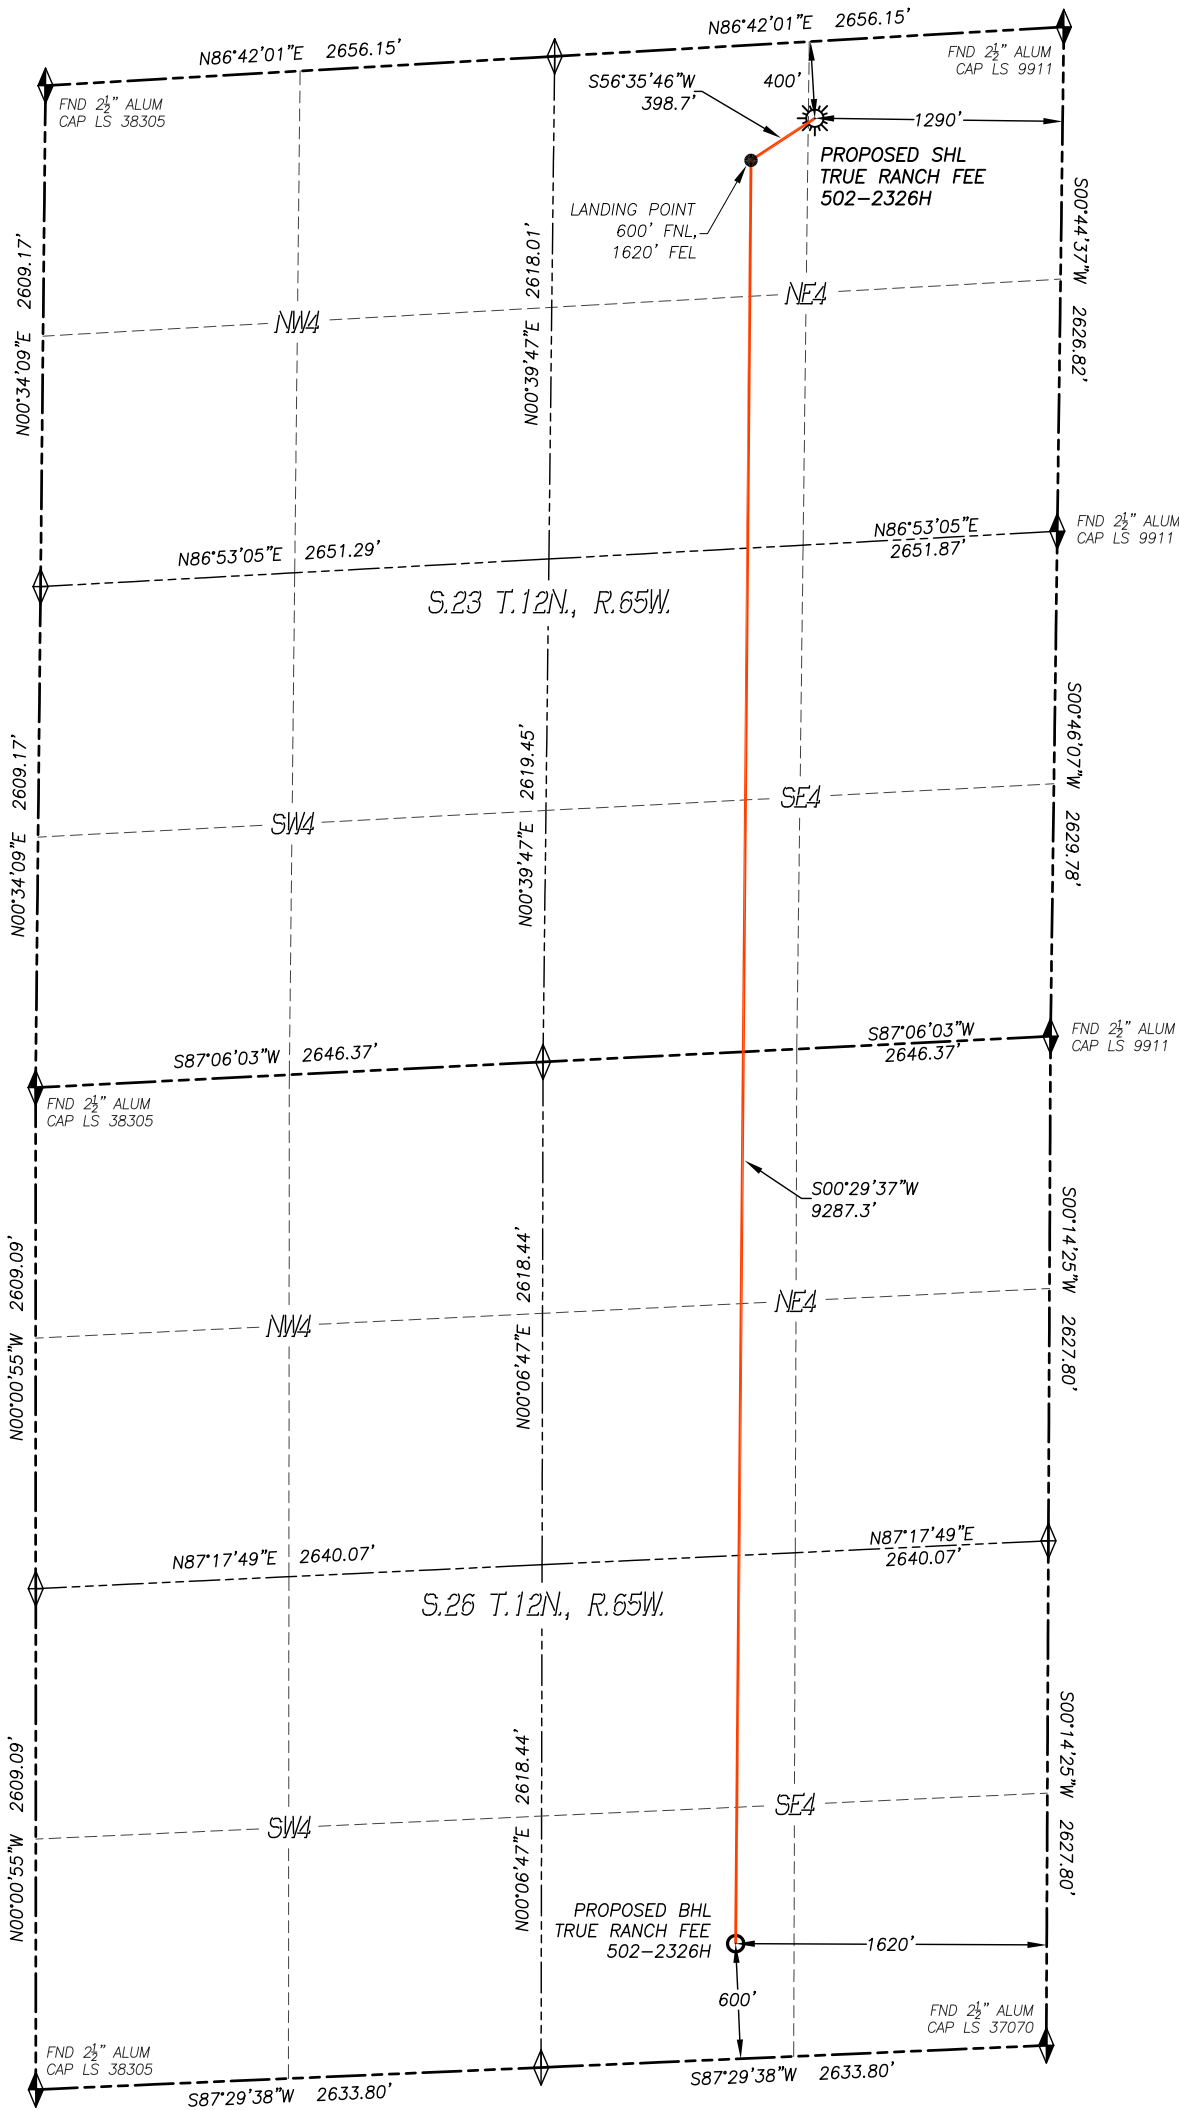 N86°42'01"E 2656.15'
N86°42'01"E 2656.15'
FND 2½" ALUM
CAP LS 38305
FND 2½" ALUM
CAP LS 9911
S56°35'46"W
398.7'
400'
1290'
PROPOSED SHL
TRUE RANCH FEE
502-2326H
LANDING POINT
600' FNL,
1620' FEL
N00°34'09"E 2609.17'
N00°39'47"E 2618.01'
S00°44'37"W 2626.82'
NW4
NE4
N86°53'05"E 2651.29'
N86°53'05"E
2651.87'
FND 2½" ALUM
CAP LS 9911
S.23 T.12N., R.65W.
N00°34'09"E 2609.17'
N00°39'47"E 2619.45'
S00°46'07"W 2629.78'
SW4
SE4
S87°06'03"W 2646.37'
S87°06'03"W
2646.37'
FND 2½" ALUM
CAP LS 9911
FND 2½" ALUM
CAP LS 38305
S00°29'37"W
9287.3'
N00°00'55"W 2609.09'
N00°06'47"E 2618.44'
S00°14'25"W 2627.80'
NW4
NE4
N87°17'49"E 2640.07'
N87°17'49"E
2640.07'
S.26 T.12N., R.65W.
N00°00'55"W 2609.09'
N00°06'47"E 2618.44'
S00°14'25"W 2627.80'
SW4
SE4
PROPOSED BHL
TRUE RANCH FEE
502-2326H
1620'
600'
FND 2½" ALUM
CAP LS 37070
FND 2½" ALUM
CAP LS 38305
S87°29'38"W 2633.80'
S87°29'38"W 2633.80'